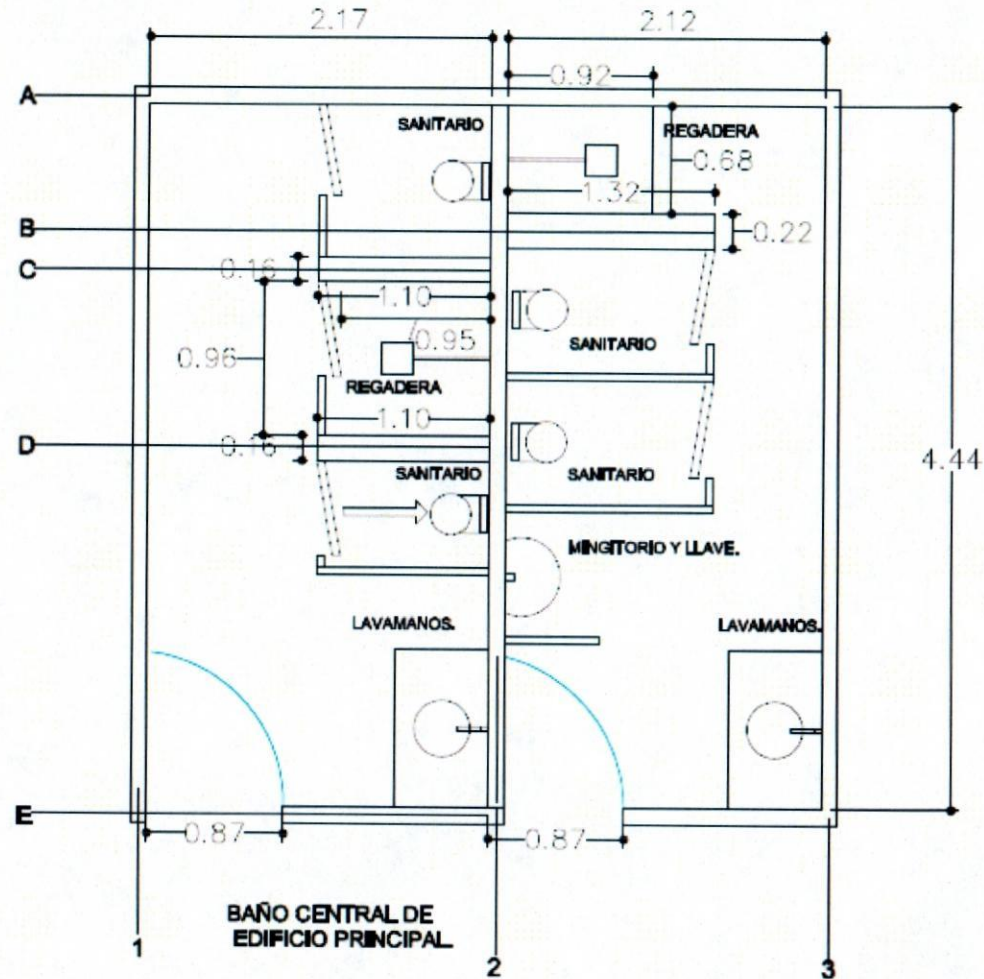 2.17
2.12
0.92
A
SANITARIO
REGADERA
0.68
1.32
B
0.22
C
0.16
1.10
0.95
0.96
SANITARIO
REGADERA
1.10
D
0.16
SANITARIO
SANITARIO
4.44
MINGITORIO Y LLAVE.
LAVAMANOS.
LAVAMANOS.
E
0.87
0.87
BAÑO CENTRAL DE
EDIFICIO PRINCIPAL
1
2
3